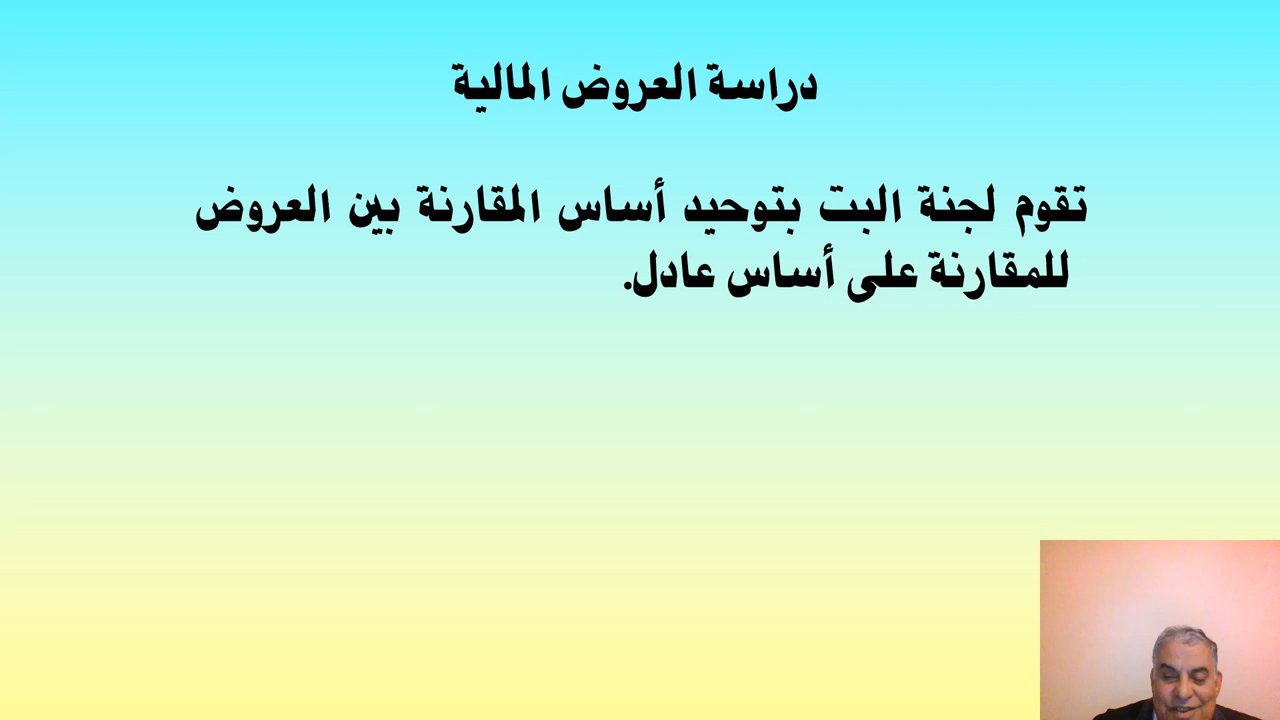 دراسة العروض المالية
تقوم لجنة البت بتوحيد أساس المقارنة بين العروض
للمقارنة على أساس عادل.